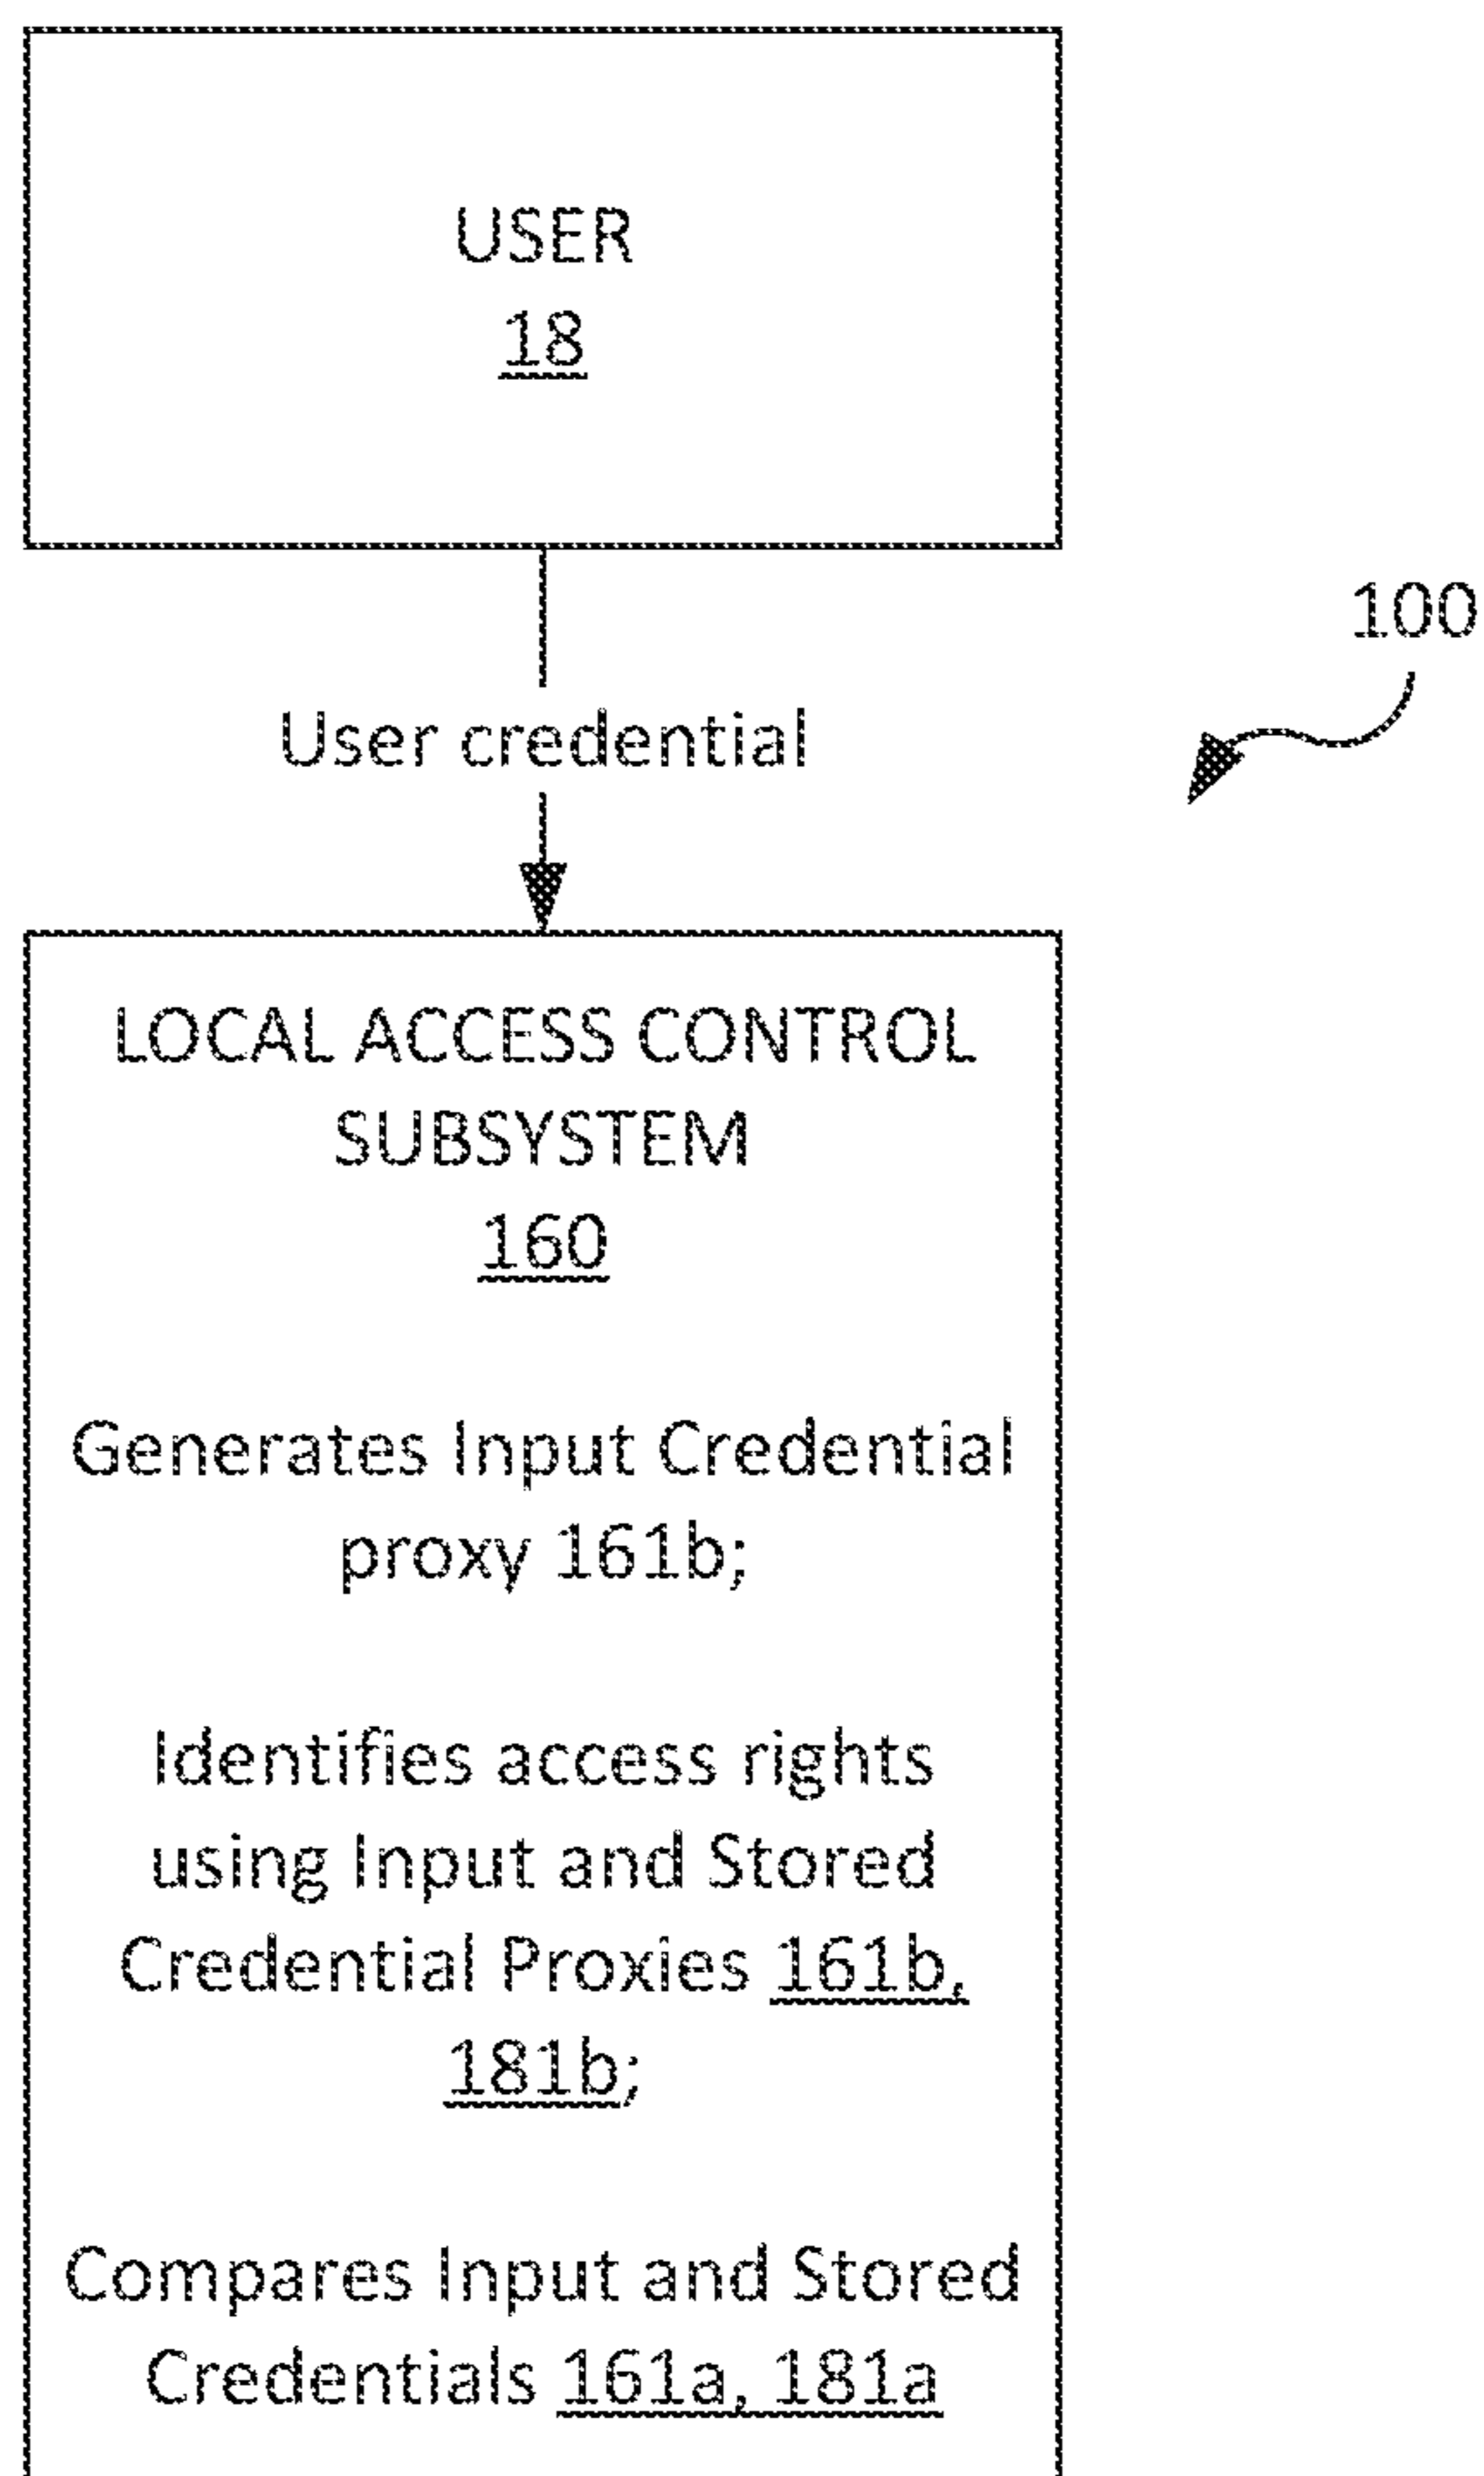 USER
18
100
User credential
LOCAL ACCESS CONTROL
SUBSYSTEM
160
Generates Input Credential
proxy 161b;
Identifies access rights
using Input and Stored
Credential Proxies 161b,
181b;
Compares Input and Stored
Credentials 161a, 181a